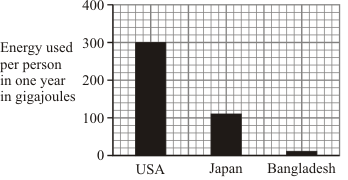 400
300
200
100
0
Energy used
per person
in one year
in gigajoules
USA
Japan
Bangladesh